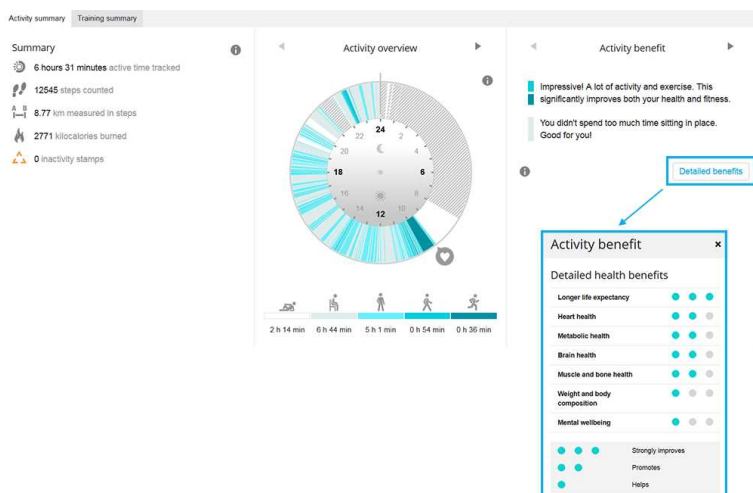 Activity summary
Training summary
Summary
6 hours 31 minutes active time tracked
12545 steps counted
A B
8.77 km measured in steps
2771 kilocalories burned
0 inactivity stamps
Activity overview
24
22
2
20
4
18
6
16
8
14
10
12
2 h 14 min
6 h 44 min
5 h 1 min
0 h 54 min
0 h 36 min
Activity benefit
Impressive! A lot of activity and exercise. This
significantly improves both your health and fitness.
You didn't spend too much time sitting in place.
Good for you!
Detailed benefits
Activity benefit
Detailed health benefits
Longer life expectancy
Heart health
Metabolic health
Brain health
Muscle and bone health
Weight and body
composition
Mental wellbeing
Strongly improves
Promotes
Helps